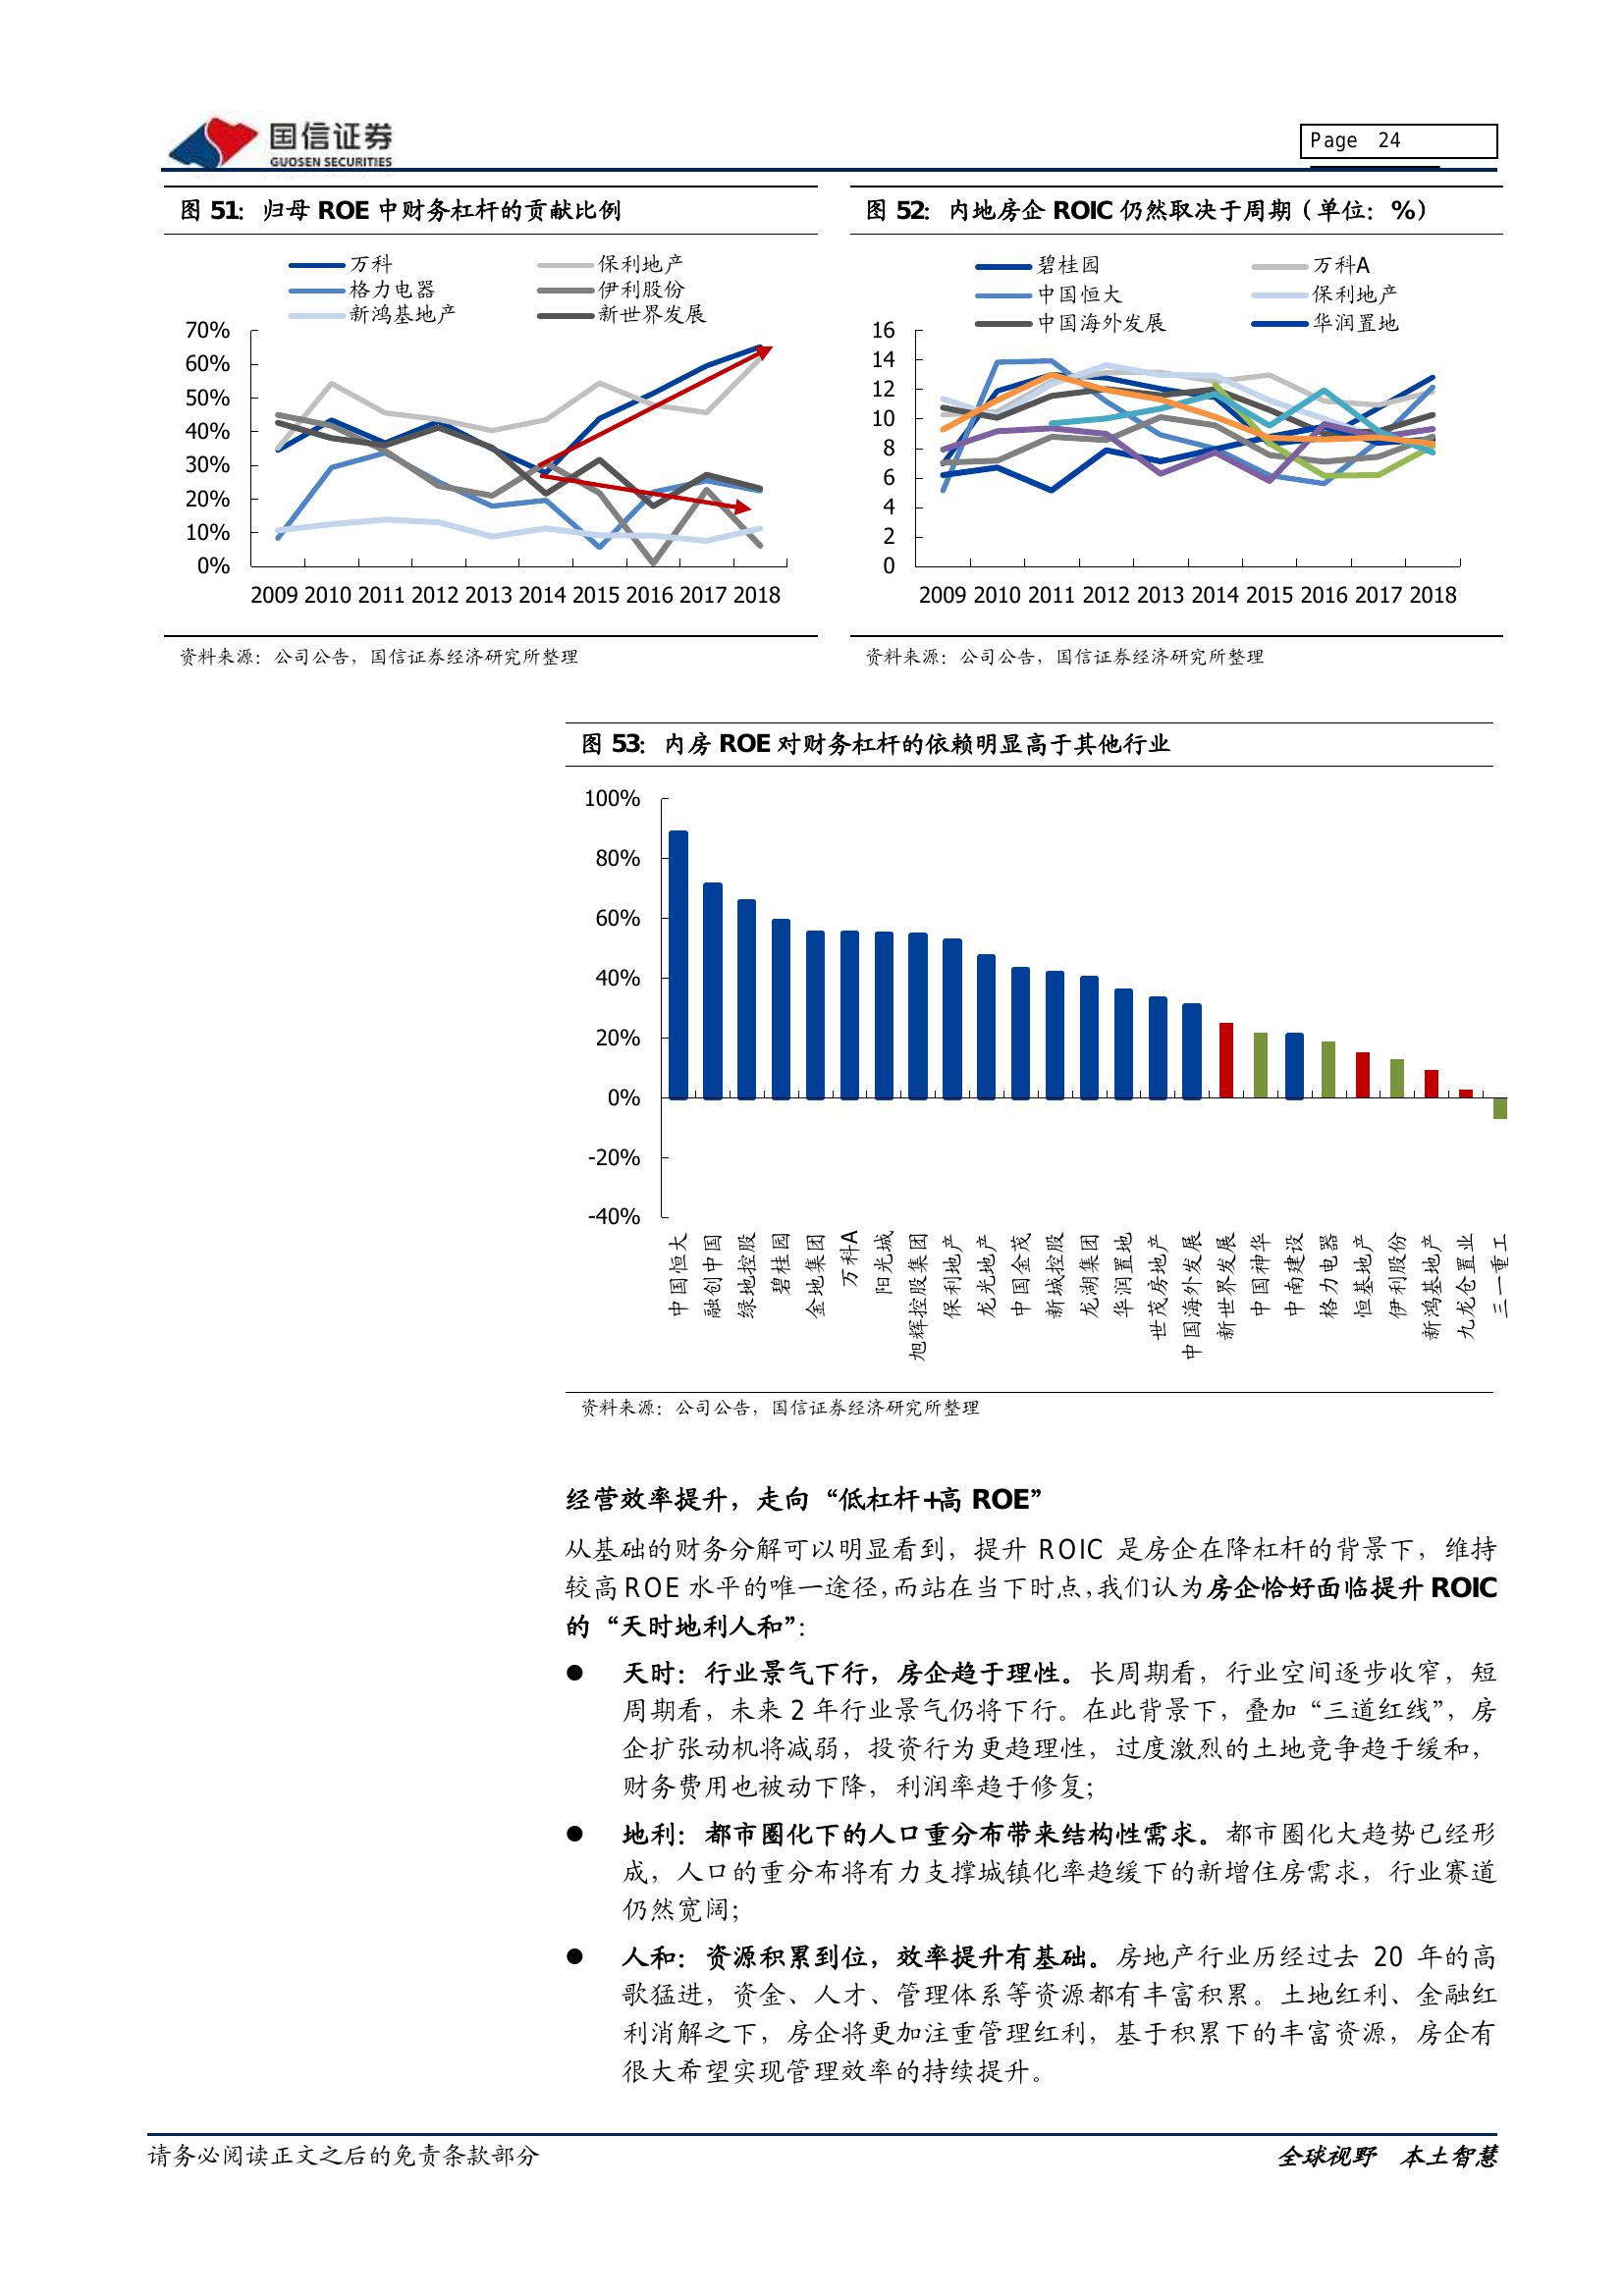 国信证券
GUOSEN SECURITIES
Page 24
图 51：归母 ROE 中财务杠杆的贡献比例
万科
保利地产
格力电器
伊利股份
新鸿基地产
新世界发展
70%
60%
50%
40%
30%
20%
10%
0%
2009 2010 2011 2012 2013 2014 2015 2016 2017 2018
资料来源：公司公告，国信证券经济研究所整理
图 52：内地房企 ROIC 仍然取决于周期（单位：%）
碧桂园
万科A
中国恒大
保利地产
中国海外发展
华润置地
16
14
12
10
8
6
4
2
0
2009 2010 2011 2012 2013 2014 2015 2016 2017 2018
资料来源：公司公告，国信证券经济研究所整理
图 53：内房 ROE 对财务杠杆的依赖明显高于其他行业
100%
80%
60%
40%
20%
0%
-20%
-40%
中国恒大
融创中国
绿地控股
碧桂园
金地集团
万科A
阳光城
旭辉控股集团
保利地产
龙光地产
中国金茂
新城控股
龙湖集团
华润置地
世茂房地产
中国海外发展
新世界发展
中国神华
中南建设
格力电器
恒基地产
伊利股份
新鸿基地产
九龙仓置业
三一重工
资料来源：公司公告，国信证券经济研究所整理
经营效率提升，走向“低杠杆+高 ROE”
从基础的财务分解可以明显看到，提升 ROIC 是房企在降杠杆的背景下，维持
较高 ROE 水平的唯一途径，而站在当下时点，我们认为房企恰好面临提升 ROIC
的“天时地利人和”：
● 天时：行业景气下行，房企趋于理性。长周期看，行业空间逐步收窄，短
周期看，未来 2 年行业景气仍将下行。在此背景下，叠加“三道红线”，房
企扩张动机将减弱，投资行为更趋理性，过度激烈的土地竞争趋于缓和，
财务费用也被动下降，利润率趋于修复；
● 地利：都市圈化下的人口重分布带来结构性需求。都市圈化大趋势已经形
成，人口的重分布将有力支撑城镇化率趋缓下的新增住房需求，行业赛道
仍然宽阔；
● 人和：资源积累到位，效率提升有基础。房地产行业历经过去 20 年的高
歌猛进，资金、人才、管理体系等资源都有丰富积累。土地红利、金融红
利消解之下，房企将更加注重管理红利，基于积累下的丰富资源，房企有
很大希望实现管理效率的持续提升。
请务必阅读正文之后的免责条款部分
全球视野 本土智慧